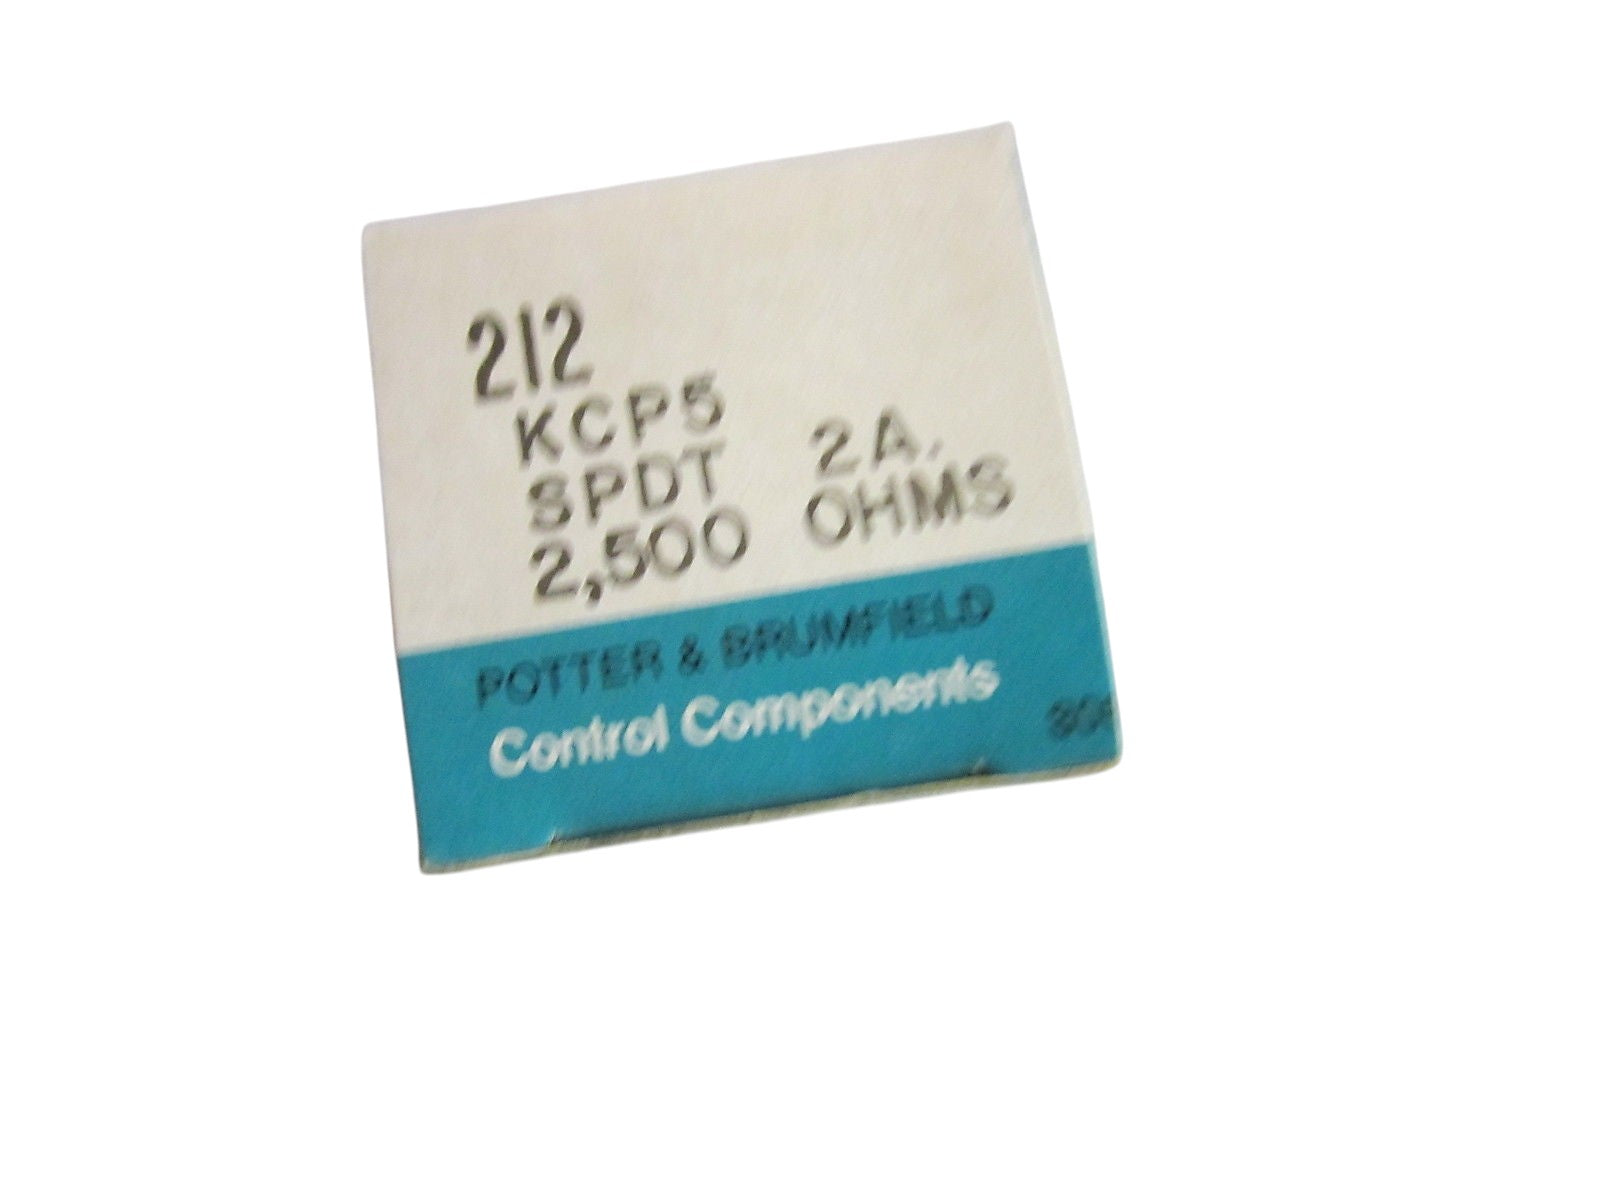 212
KCP5
SPDT 2A.
2,500 OHMS
POTTER & BRUMFIELD
Control Components